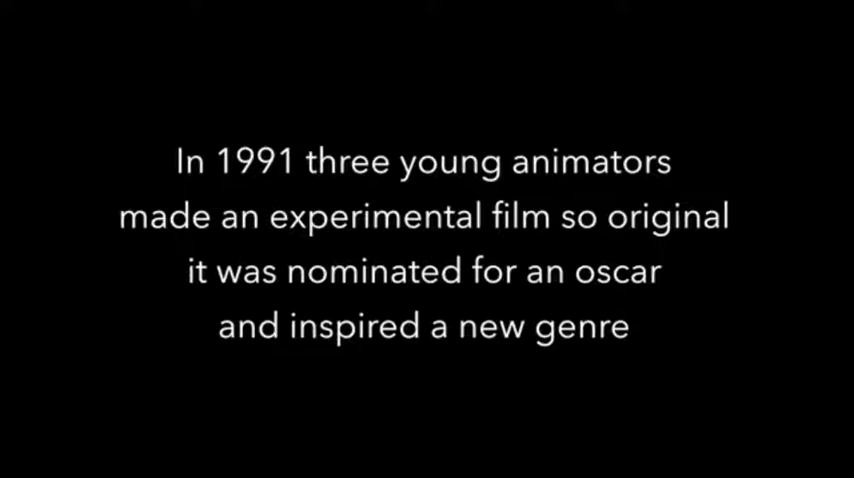 In 1991 three young animators
made an experimental film so original
it was nominated for an oscar
and inspired a new genre